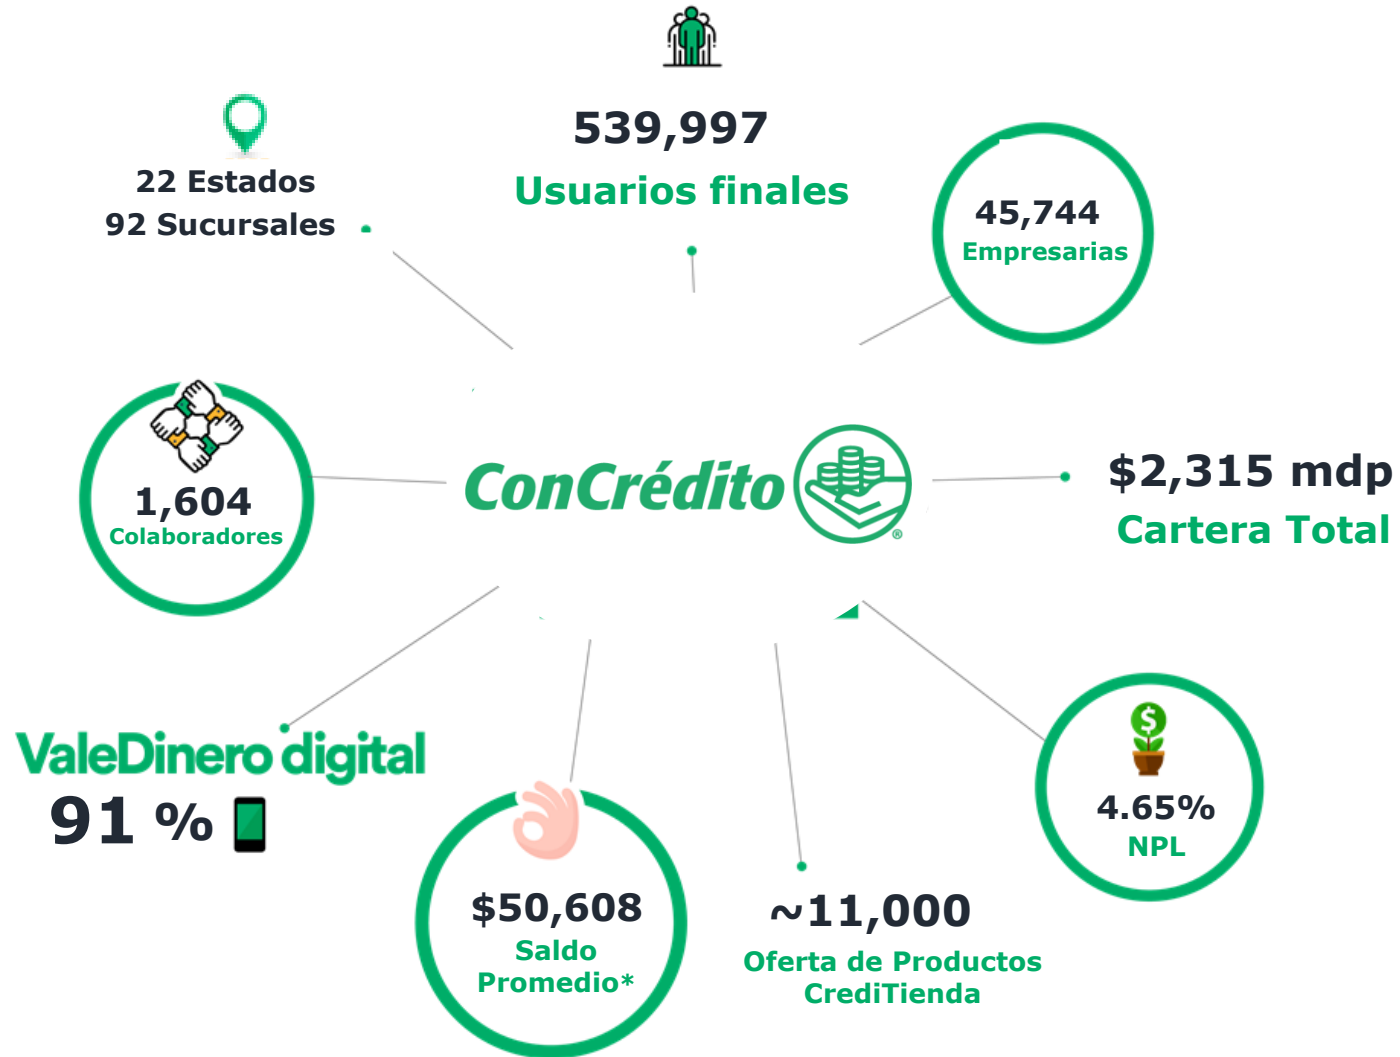 539,997
Usuarios finales
22 Estados
92 Sucursales
45,744
Empresarias
1,604
Colaboradores
ConCrédito
®
$2,315 mdp
Cartera Total
ValeDinero digital
91 %
$50,608
Saldo
Promedio*
~11,000
Oferta de Productos
CrediTienda
$
4.65%
NPL